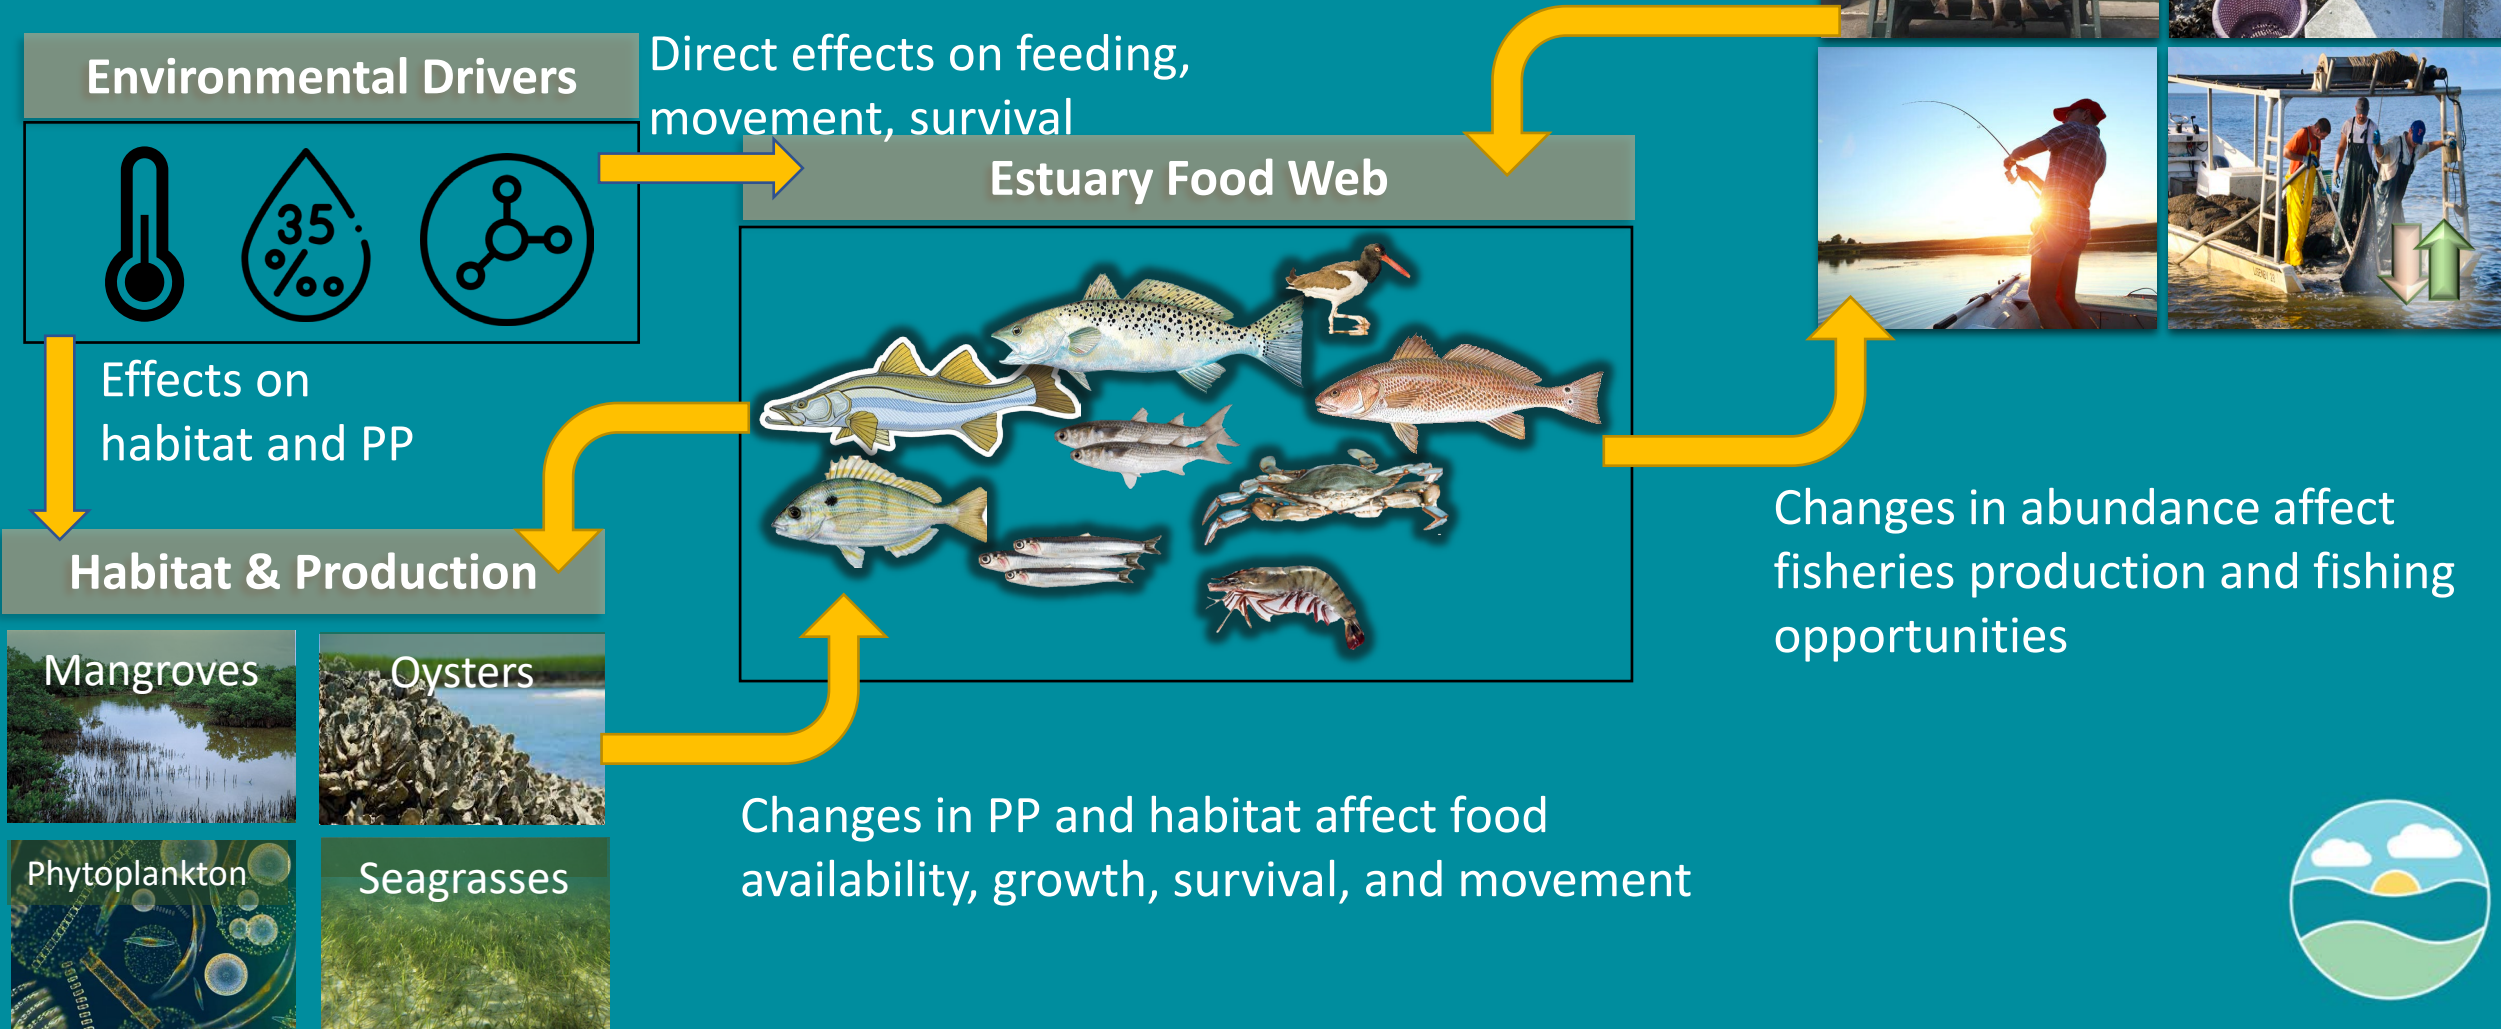 Environmental Drivers
Direct effects on feeding,
movement, survival
35
‰
Estuary Food Web
Effects on
habitat and PP
Habitat & Production
Mangroves
Oysters
Phytoplankton
Seagrasses
Changes in abundance affect
fisheries production and fishing
opportunities
Changes in PP and habitat affect food
availability, growth, survival, and movement